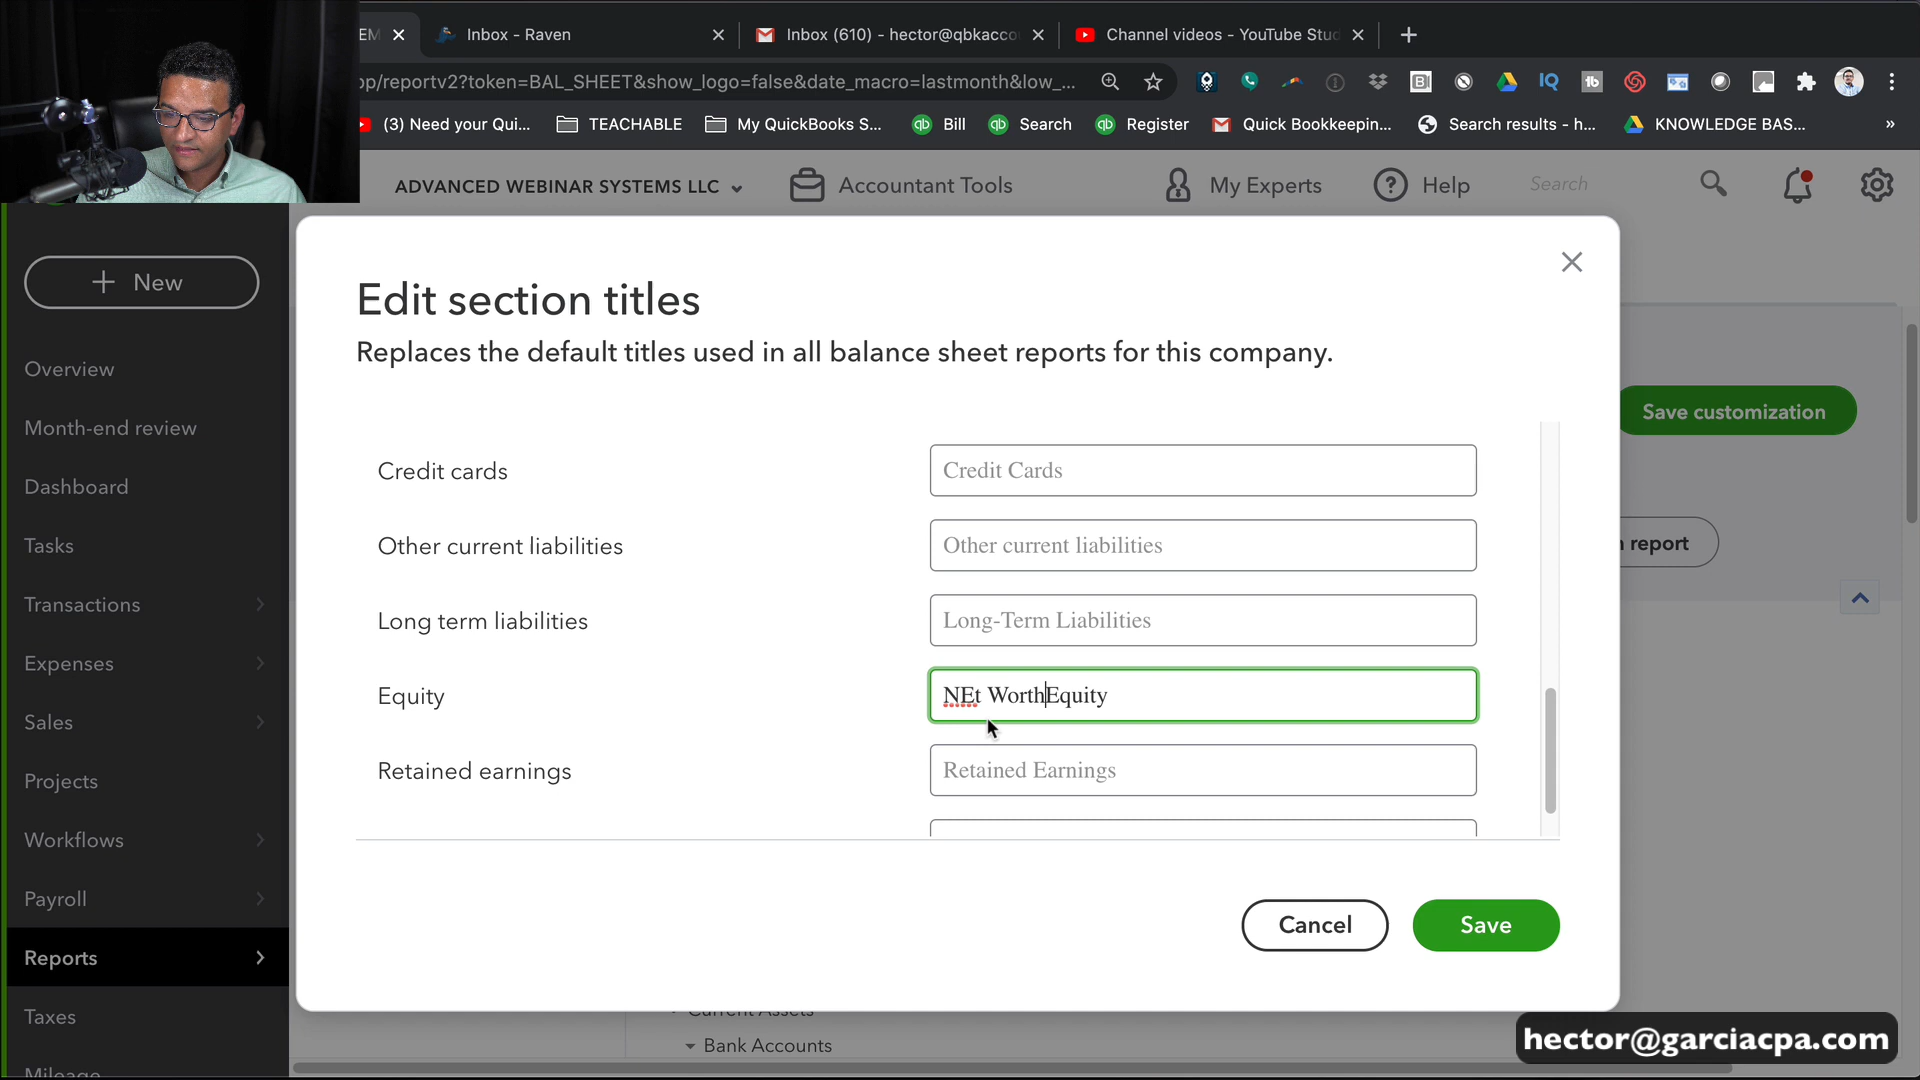 EM
Inbox - Raven
Inbox (610) - hector@qbkacco
Channel videos - YouTube Stud
pp/reportv2?token=BAL_SHEET&show_logo=false&date_macro=lastmonth&low_...
(3) Need your Qui...
TEACHABLE
My QuickBooks S...
qb Bill
qb Search
qb Register
Quick Bookkeepin...
Search results - h...
KNOWLEDGE BAS...
»
ADVANCED WEBINAR SYSTEMS LLC
Accountant Tools
My Experts
Help
Search
New
Overview
Month-end review
Dashboard
Tasks
Transactions
Expenses
Sales
Projects
Workflows
Payroll
Reports
Taxes
Mileage
Edit section titles
Replaces the default titles used in all balance sheet reports for this company.
Credit cards
Credit Cards
Other current liabilities
Other current liabilities
Long term liabilities
Long-Term Liabilities
Equity
NEt WorthEquity
Retained earnings
Retained Earnings
Cancel
Save
Save customization
report
Current Assets
Bank Accounts
hector@garciacpa.com